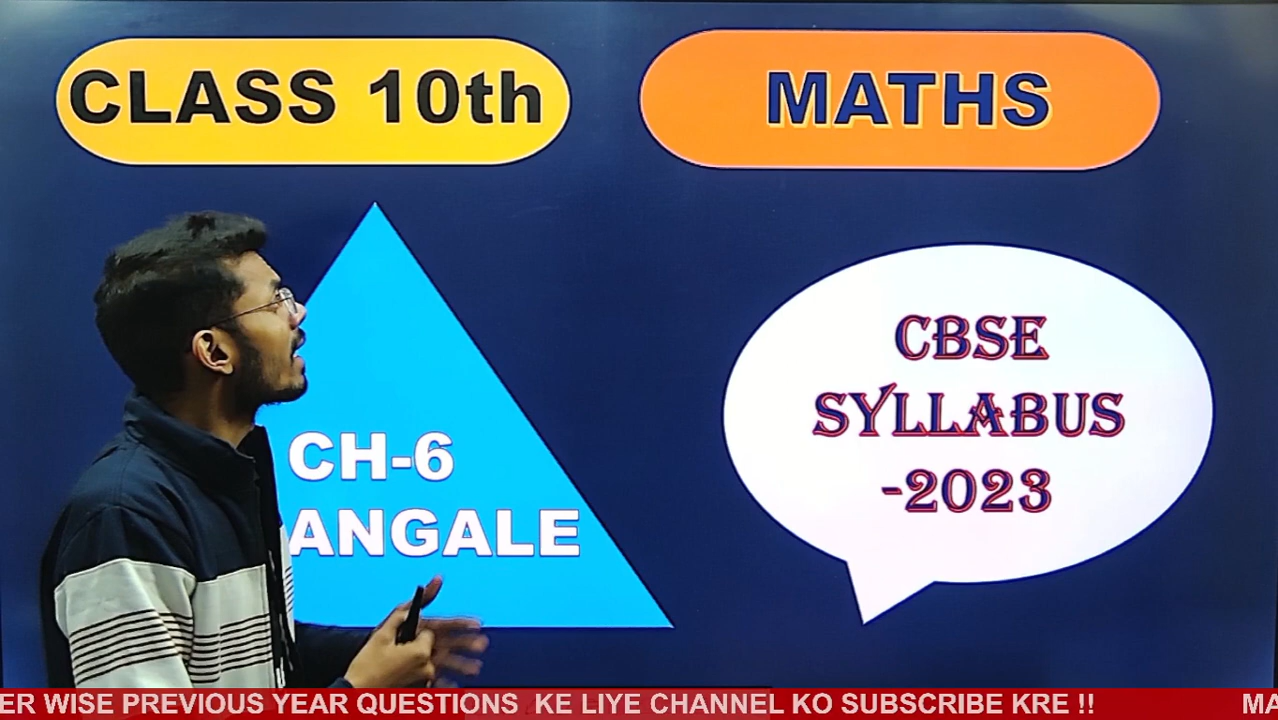 CLASS 10th
MATHS
CH-6
ANGALE
CBSE
SYLLABUS
-2023
ER WISE PREVIOUS YEAR QUESTIONS KE LIYE CHANNEL KO SUBSCRIBE KRE !!
MA